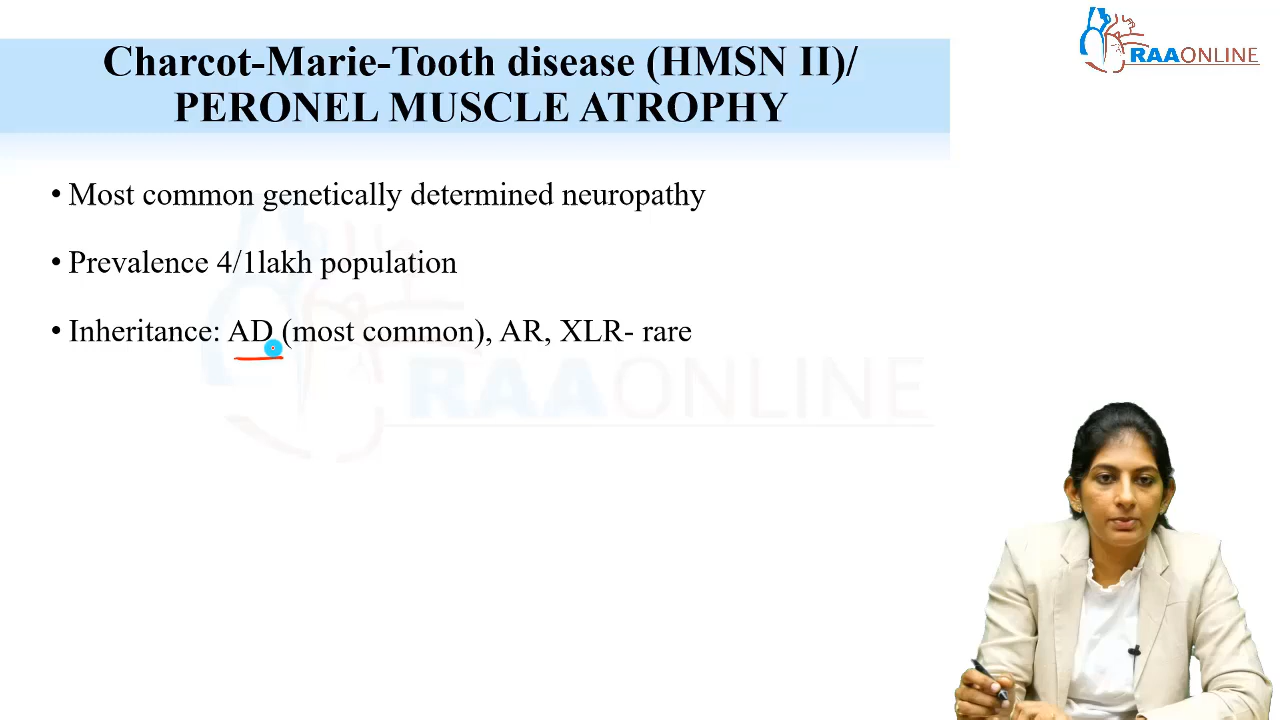 Charcot-Marie-Tooth disease (HMSN II)/
PERONEL MUSCLE ATROPHY
RAAONLINE
• Most common genetically determined neuropathy
• Prevalence 4/1lakh population
• Inheritance: AD (most common), AR, XLR- rare
RAAONLINE